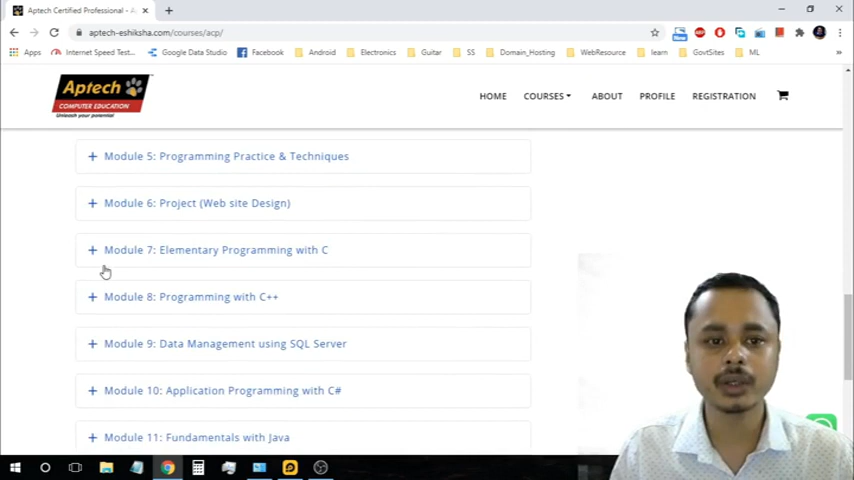 Aptech Certified Professional - A
aptech-eshiksha.com/courses/acp/
Apps
Internet Speed Test...
Google Data Studio
Facebook
Android
Electronics
Guitar
SS
Domain_Hosting
WebResource
learn
GovtSites
ML
Aptech
COMPUTER EDUCATION
Unleash your potential
HOME
COURSES
ABOUT
PROFILE
REGISTRATION
+ Module 5: Programming Practice & Techniques
+ Module 6: Project (Web site Design)
+ Module 7: Elementary Programming with C
+ Module 8: Programming with C++
+ Module 9: Data Management using SQL Server
+ Module 10: Application Programming with C#
+ Module 11: Fundamentals with Java